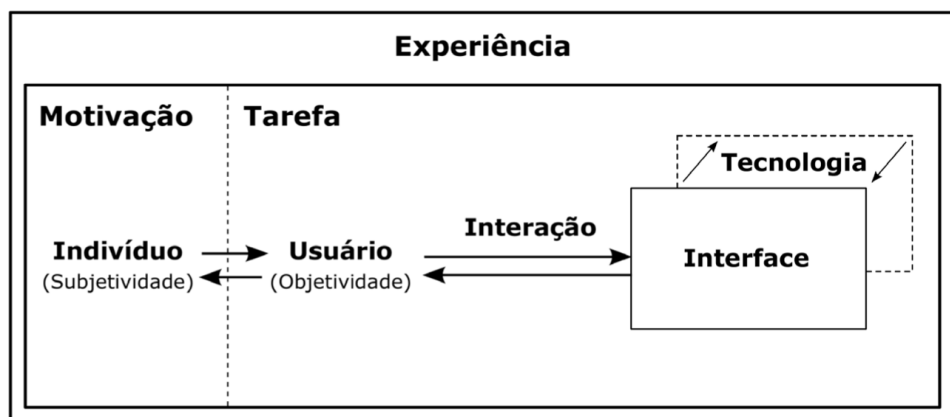 Experiência
Motivação
Tarefa
Tecnologia
Interação
Indivíduo
Usuário
Interface
(Subjetividade)
(Objetividade)